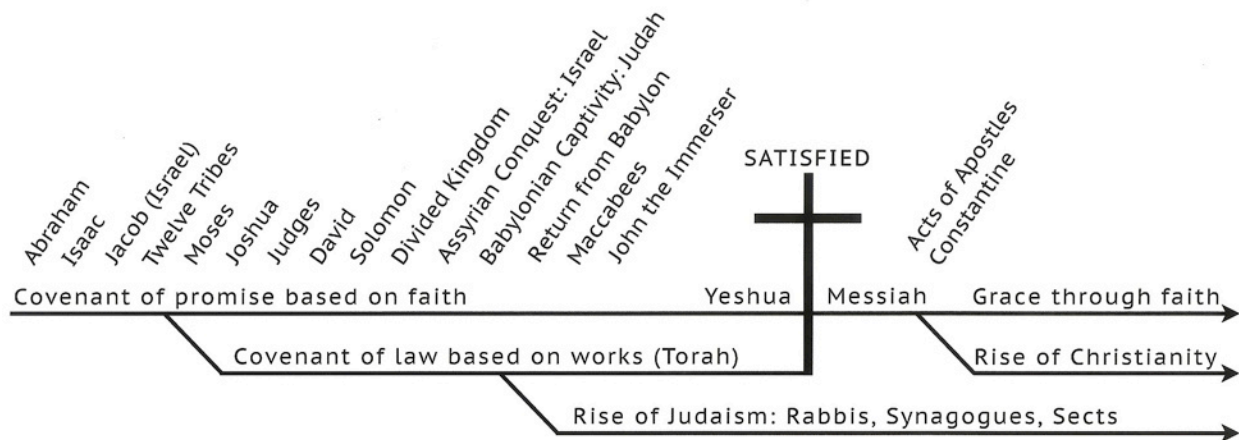 Abraham
Isaac
Jacob (Israel)
Twelve Tribes
Moses
Joshua
Judges
David
Solomon
Divided Kingdom
Assyrian Conquest: Israel
Babylonian Captivity: Judah
Return from Babylon
Maccabees
John the Immerser
SATISFIED
Acts of Apostles
Constantine
Covenant of promise based on faith
Yeshua
Messiah
Grace through faith
Covenant of law based on works (Torah)
Rise of Christianity
Rise of Judaism: Rabbis, Synagogues, Sects